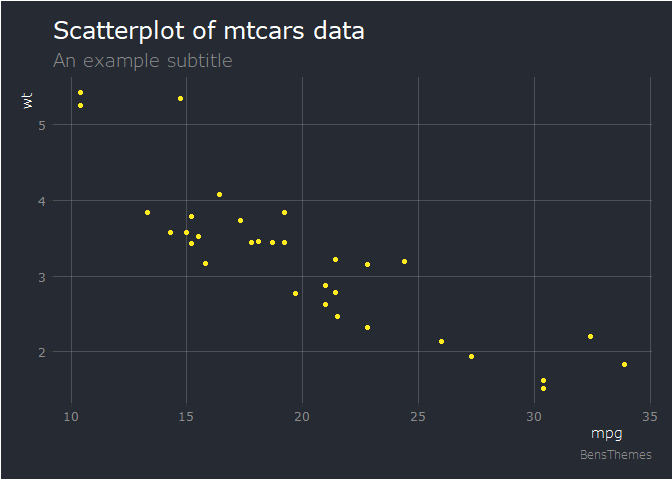 Scatterplot of mtcars data
An example subtitle
wt
5
4
3
2
10 15 20 25 30 35
mpg
BensThemes